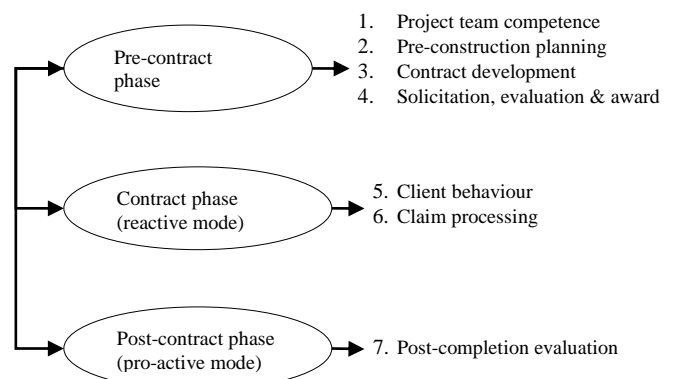 Pre-contract
phase
1. Project team competence
2. Pre-construction planning
3. Contract development
4. Solicitation, evaluation & award
Contract phase
(reactive mode)
5. Client behaviour
6. Claim processing
Post-contract phase
(pro-active mode)
7. Post-completion evaluation